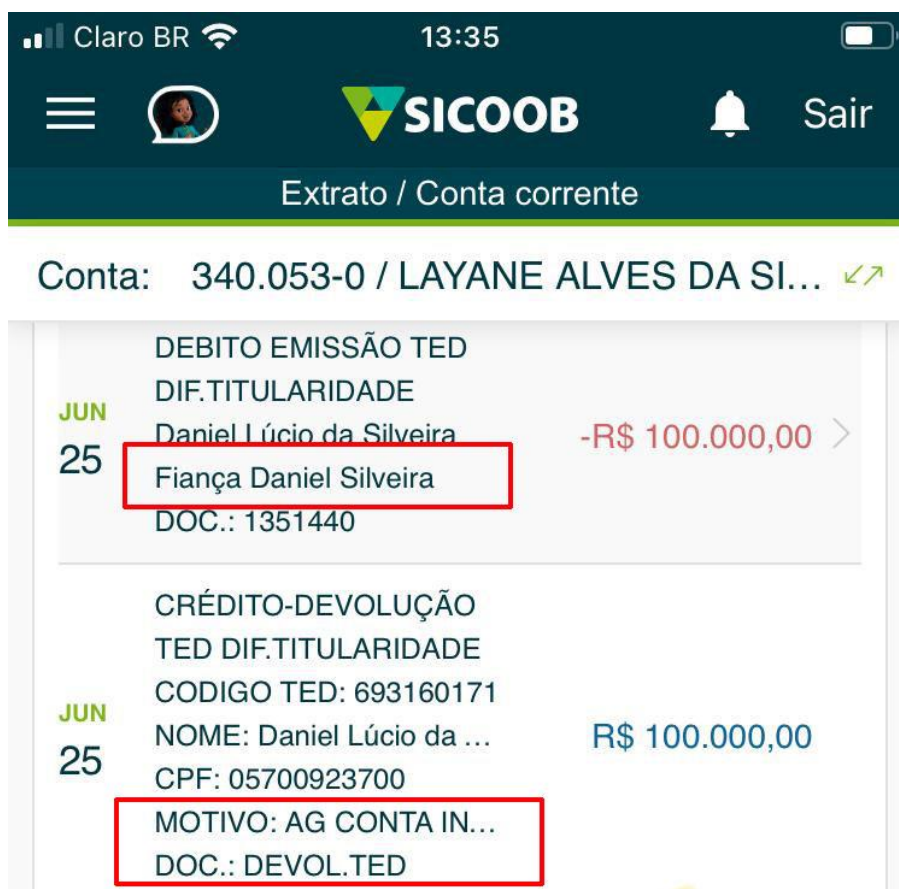 Claro BR 13:35
SICOOB Sair
Extrato / Conta corrente
Conta: 340.053-0 / LAYANE ALVES DA SI...
DEBITO EMISSÃO TED
DIF.TITULARIDADE
JUN
25
Daniel Lúcio da Silveira
-R$ 100.000,00
Fiança Daniel Silveira
DOC.: 1351440
CRÉDITO-DEVOLUÇÃO
TED DIF.TITULARIDADE
CODIGO TED: 693160171
JUN
25
NOME: Daniel Lúcio da ...
R$ 100.000,00
CPF: 05700923700
MOTIVO: AG CONTA IN...
DOC.: DEVOL.TED